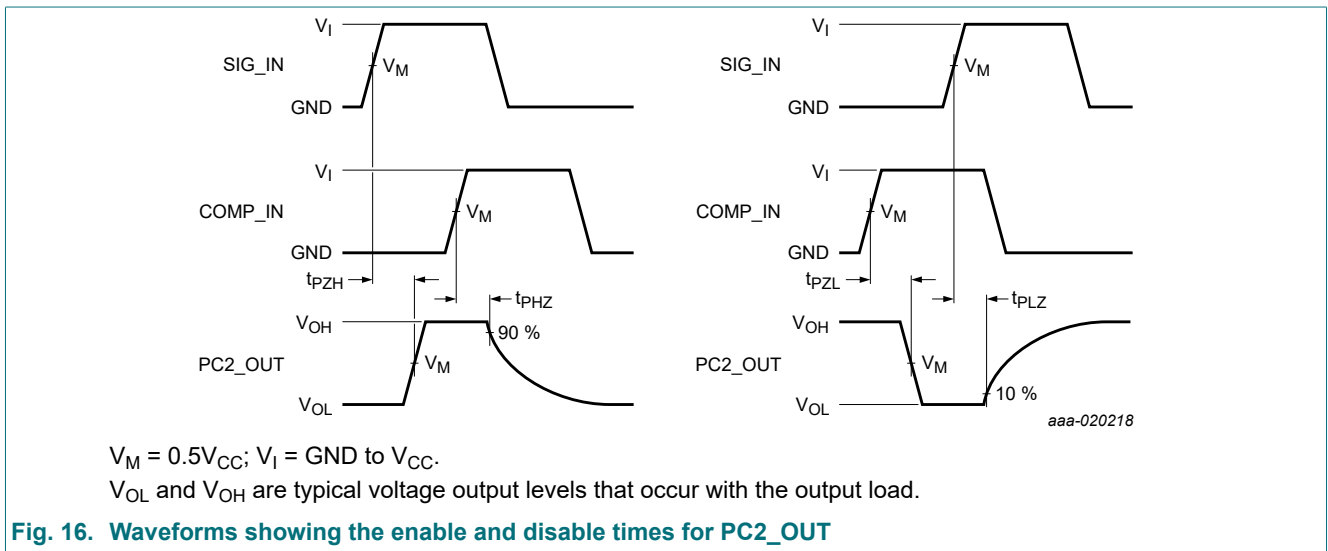 V_I
SIG_IN
V_M
GND
V_I
COMP_IN
V_M
GND
t_PZH
t_PHZ
V_OH
90 %
PC2_OUT
V_M
V_OL
V_I
SIG_IN
V_M
GND
V_I
COMP_IN
V_M
GND
t_PZL
t_PLZ
V_OH
PC2_OUT
V_M
10 %
V_OL
aaa-020218
V_M = 0.5V_CC; V_I = GND to V_CC.
V_OL and V_OH are typical voltage output levels that occur with the output load.
Fig. 16. Waveforms showing the enable and disable times for PC2_OUT